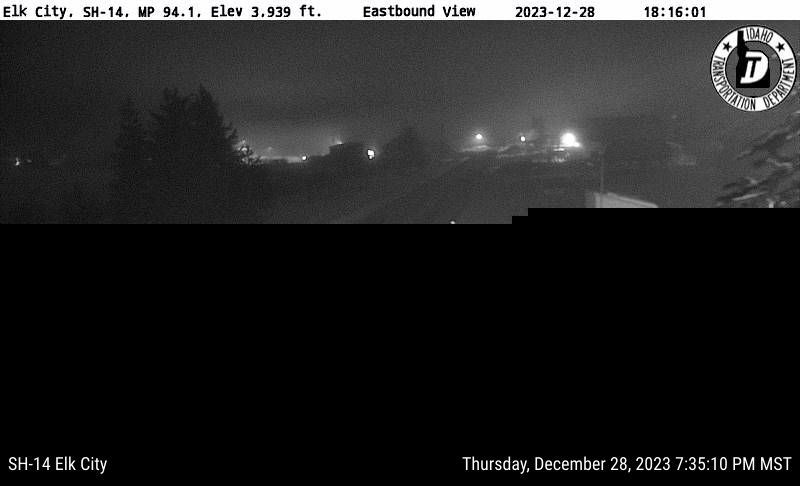 Elk City, SH-14, MP 94.1, Elev 3,939 ft. Eastbound View 2023-12-28 18:16:01
IDAHO
TRANSPORTATION DEPARTMENT
SH-14 Elk City Thursday, December 28, 2023 7:35:10 PM MST